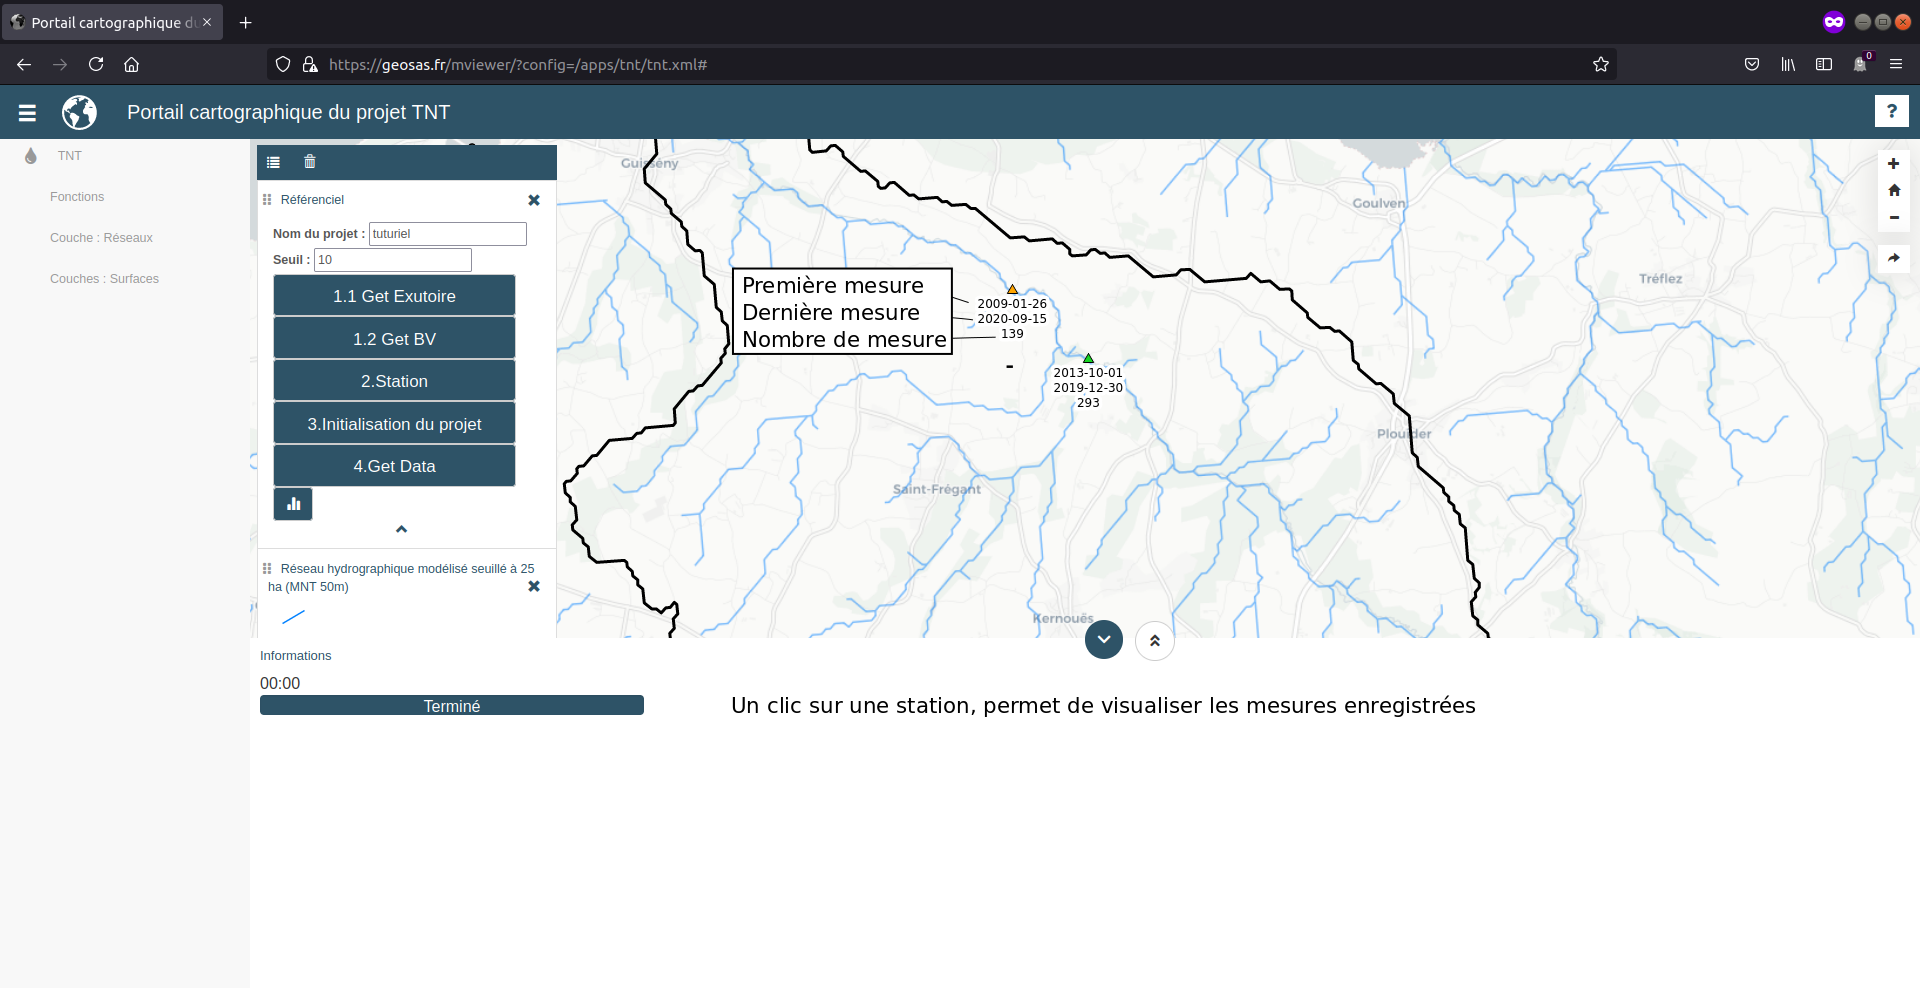 Portail cartographique du
https://geosas.fr/mviewer/?config=/apps/tnt/tnt.xml#
0
Portail cartographique du projet TNT
?
TNT
Fonctions
Couche : Réseaux
Couches : Surfaces
Référenciel
Nom du projet : tuturiel
Seuil : 10
1.1 Get Exutoire
1.2 Get BV
2.Station
3.Initialisation du projet
4.Get Data
Réseau hydrographique modélisé seuillé à 25
ha (MNT 50m)
Guissény
Goulven
Tréflez
Première mesure
Dernière mesure
Nombre de mesure
2009-01-26
2020-09-15
139
2013-10-01
2019-12-30
293
Plouider
Saint-Frégant
Kernouës
Informations
00:00
Terminé
Un clic sur une station, permet de visualiser les mesures enregistrées